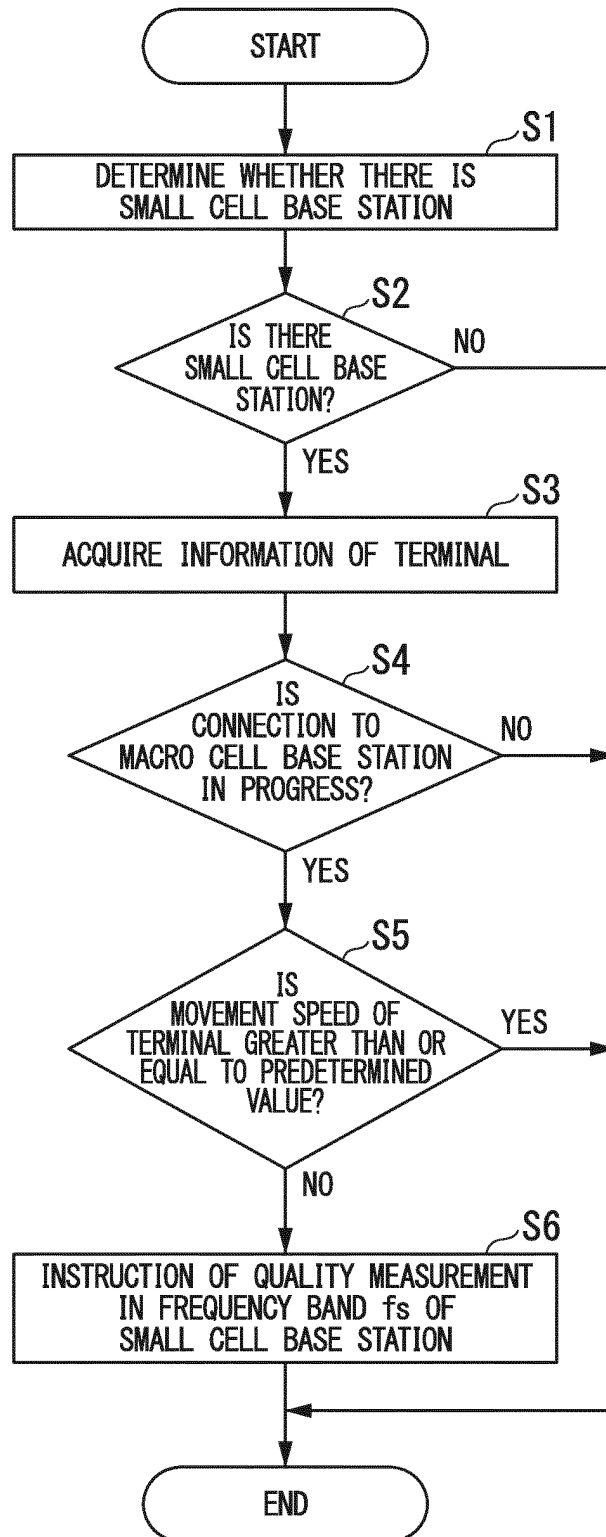 START
S1
DETERMINE WHETHER THERE IS
SMALL CELL BASE STATION
S2
IS THERE
SMALL CELL BASE
STATION?
NO
YES
S3
ACQUIRE INFORMATION OF TERMINAL
S4
IS
CONNECTION TO
MACRO CELL BASE STATION
IN PROGRESS?
NO
YES
S5
IS
MOVEMENT SPEED OF
TERMINAL GREATER THAN OR
EQUAL TO PREDETERMINED
VALUE?
YES
NO
S6
INSTRUCTION OF QUALITY MEASUREMENT
IN FREQUENCY BAND fs OF
SMALL CELL BASE STATION
END